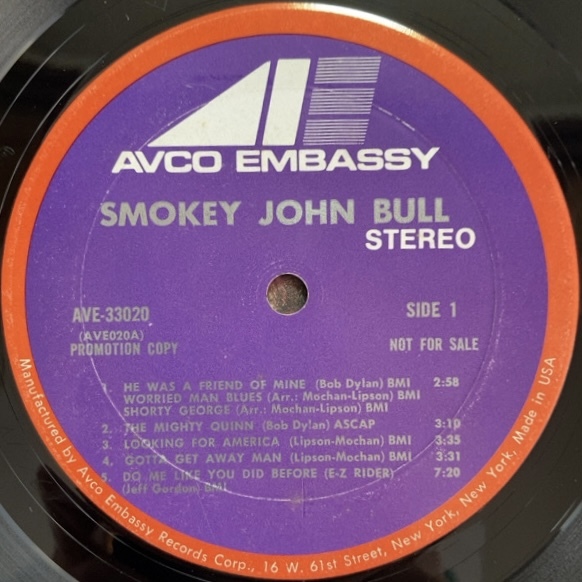 AVCO EMBASSY
SMOKEY JOHN BULL
STEREO
AVE-33020
SIDE 1
(AVE020A)
PROMOTION COPY
NOT FOR SALE
1. HE WAS A FRIEND OF MINE (Bob Dylan) BMI 2:58
WORRIED MAN BLUES (Arr.: Mochan-Lipson) BMI
SHORTY GEORGE (Arr.: Mochan-Lipson) BMI
2. THE MIGHTY QUINN (Bob Dylan) ASCAP 3:10
3. LOOKING FOR AMERICA (Lipson-Mochan) BMI 3:35
4. GOTTA GET AWAY MAN (Lipson-Mochan) BMI 3:31
5. DO ME LIKE YOU DID BEFORE (E-Z RIDER) 7:20
(Jeff Gordon) BMI
Manufactured by Avco Embassy Records Corp., 16 W. 61st Street, New York, New York, Made in USA